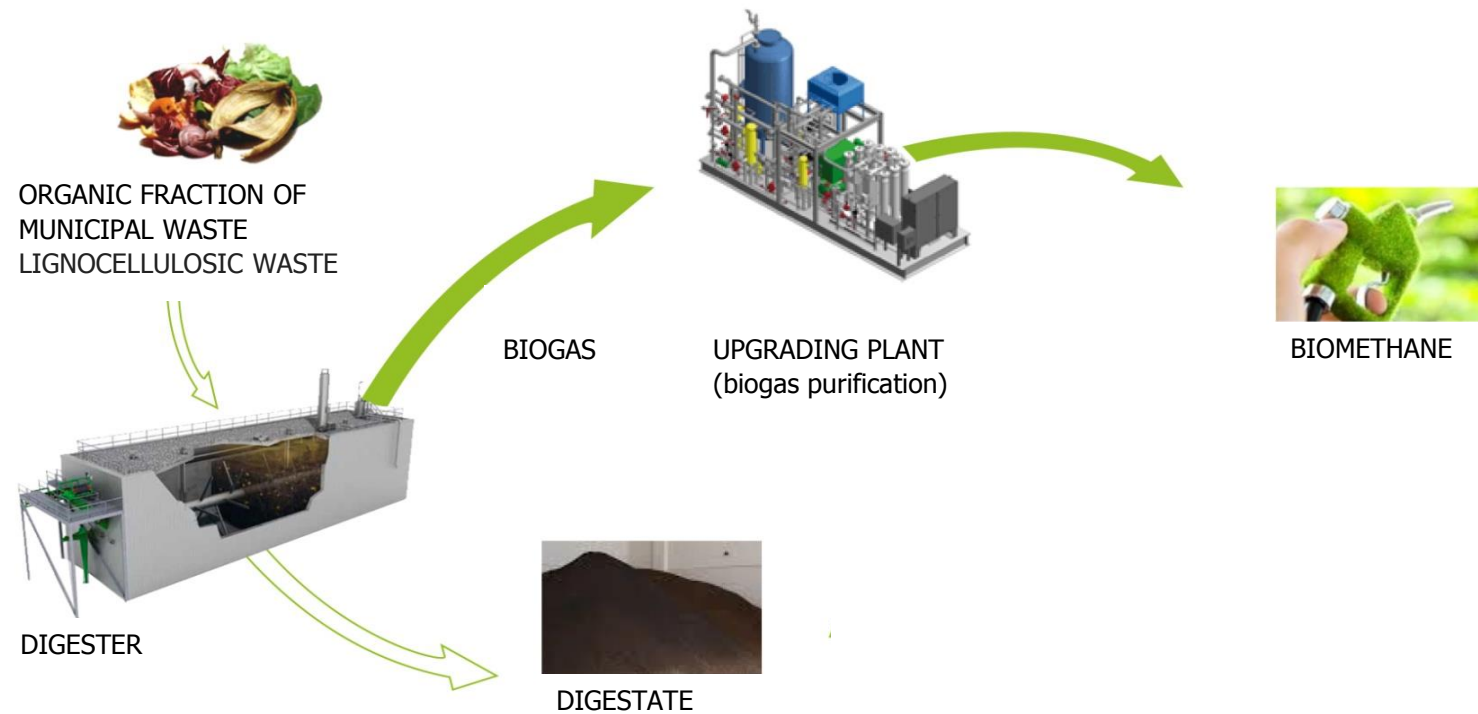 ORGANIC FRACTION OF
MUNICIPAL WASTE
LIGNOCELLULOSIC WASTE
BIOGAS
UPGRADING PLANT
(biogas purification)
BIOMETHANE
DIGESTER
DIGESTATE